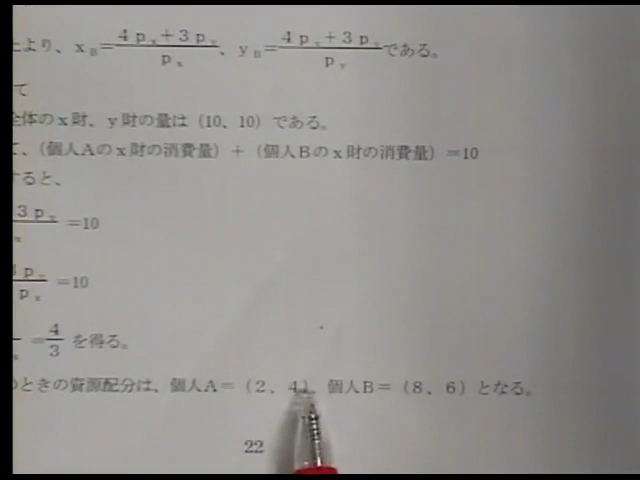 より、x_B=(4p_x+3p_y)/p_x、y_B=(4p_x+3p_y)/p_yである。
て
全体のx財、y財の量は(10、10)である。
て、(個人Aのx財の消費量)+(個人Bのx財の消費量)=10
すると、
=10
=10
=4/3 を得る。
のときの資源配分は、個人A=(2、4)、個人B=(8、6)となる。
22